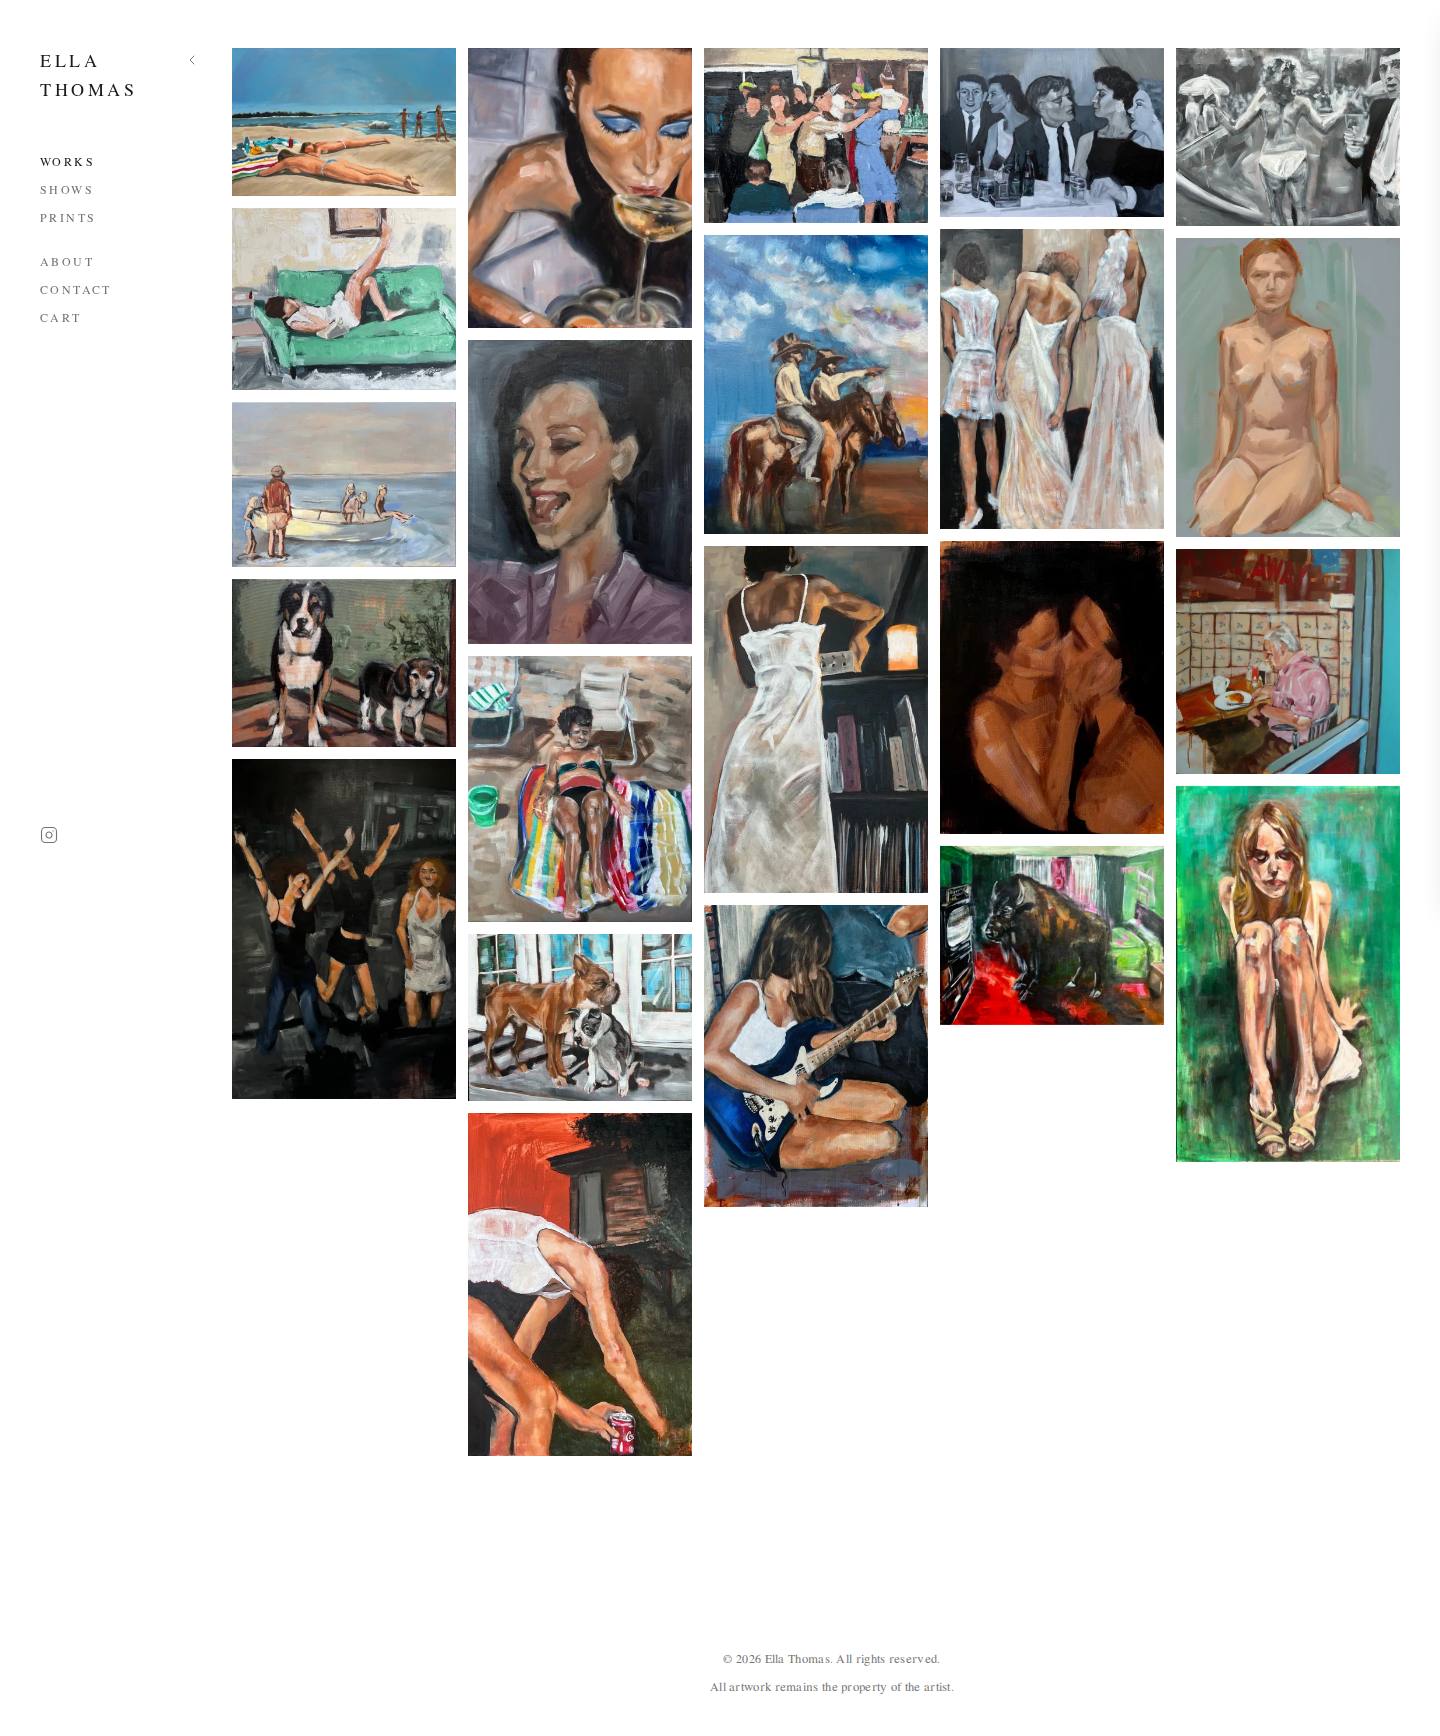 ELLA
THOMAS
WORKS
SHOWS
PRINTS
ABOUT
CONTACT
CART
AWAY
© 2026 Ella Thomas. All rights reserved.
All artwork remains the property of the artist.